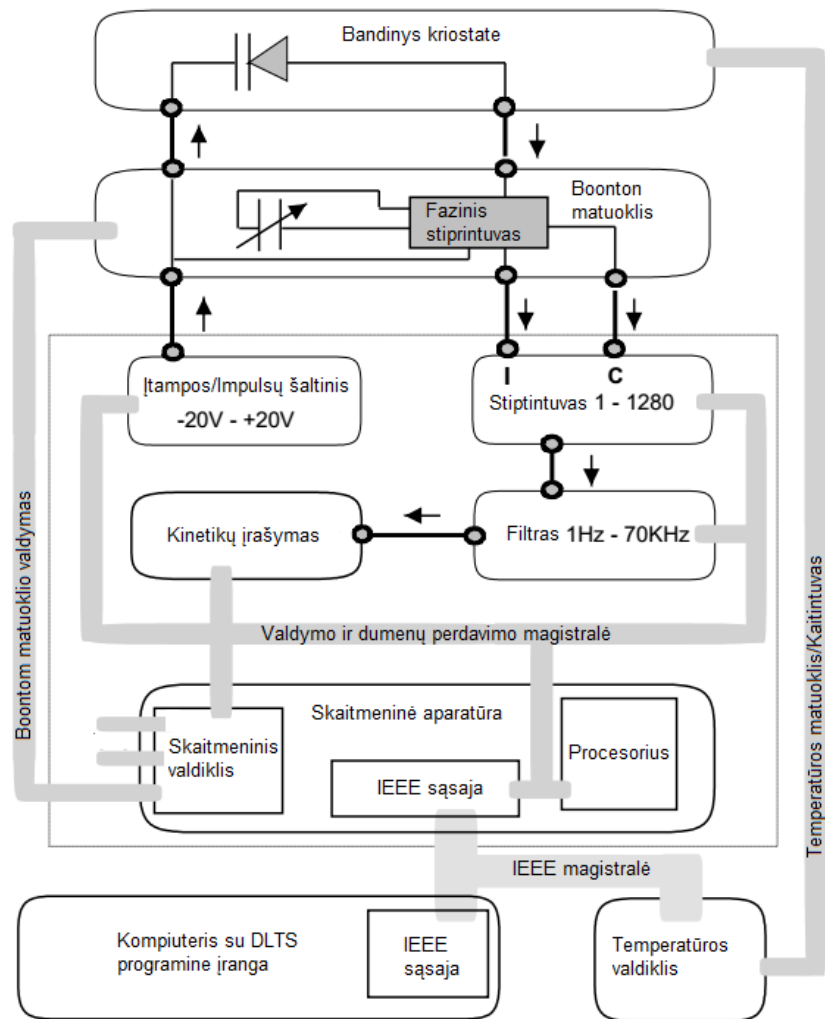 Bandinys kriostate
Boonton
matuoklis
Fazinis
stiprintuvas
Įtampos/Impulsų šaltinis
-20V - +20V
I C
Stiptintuvas 1 - 1280
Kinetikų įrašymas
Filtras 1Hz - 70KHz
Valdymo ir dumenų perdavimo magistralė
Boontom matuoklio valdymas
Temperatūros matuoklis/Kaitintuvas
Skaitmeninė aparatūra
Skaitmeninis
valdiklis
IEEE sąsaja
Procesorius
IEEE magistralė
Kompiuteris su DLTS
programine įranga
IEEE
sąsaja
Temperatūros
valdiklis